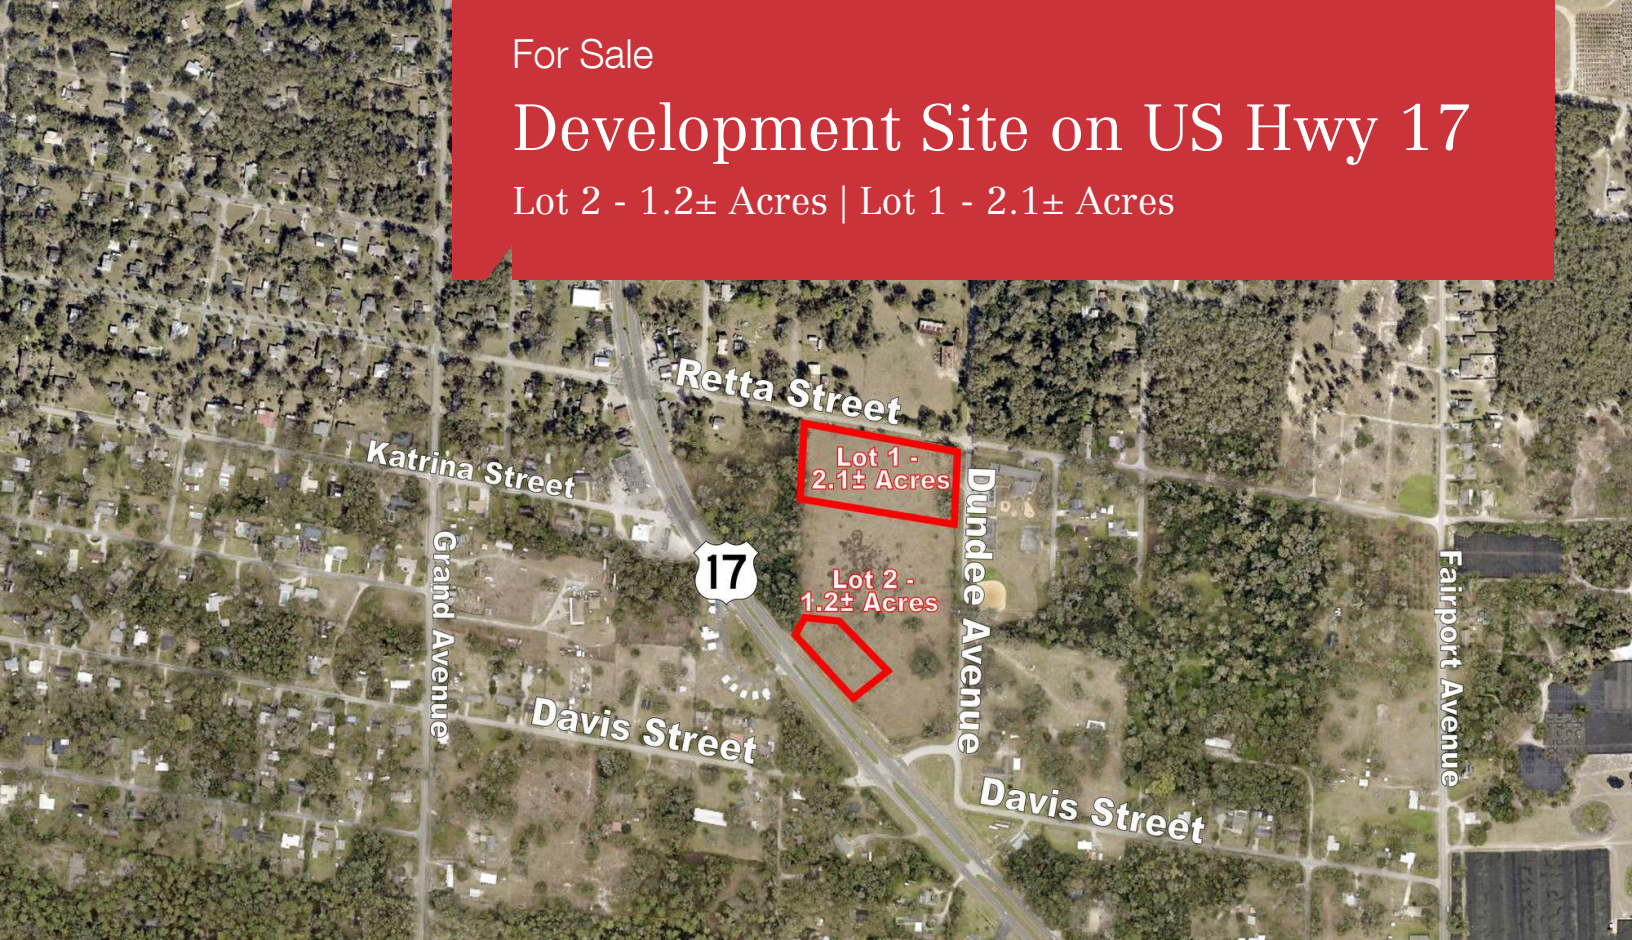 For Sale
Development Site on US Hwy 17
Lot 2 - 1.2± Acres | Lot 1 - 2.1± Acres
Retta Street
Katrina Street
Lot 1 -
2.1± Acres
Dundee Avenue
Grand Avenue
17
Lot 2 -
1.2± Acres
Fairport Avenue
Davis Street
Davis Street